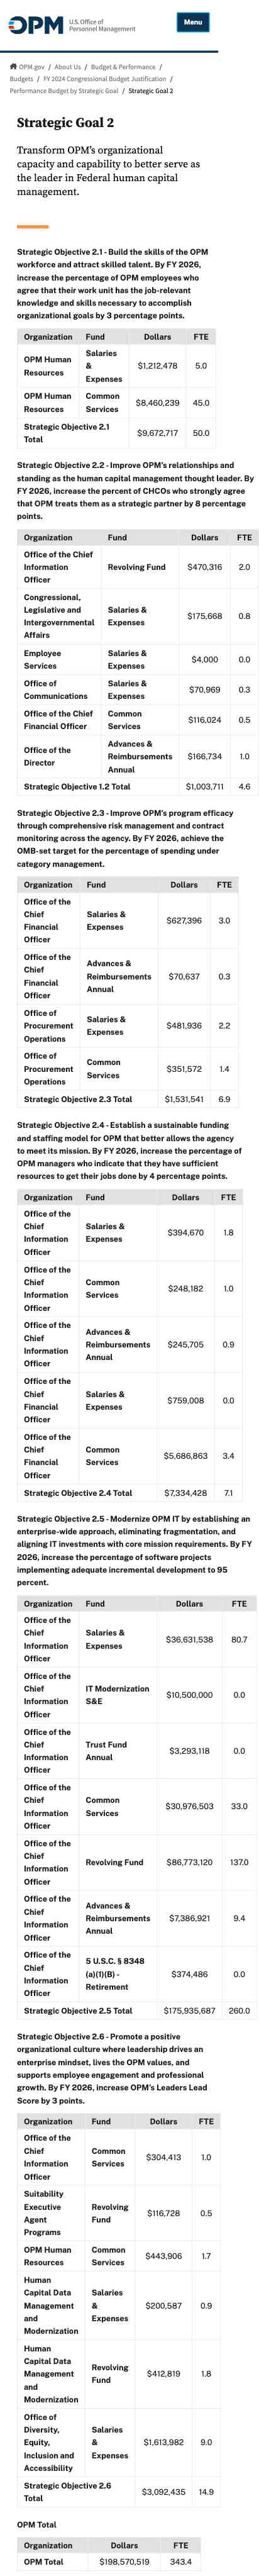 OPM
U.S. Office of
Personnel Management
Menu
OPM.gov / About Us / Budget & Performance /
Budgets / FY 2024 Congressional Budget Justification /
Performance Budget by Strategic Goal / Strategic Goal 2
Strategic Goal 2
Transform OPM's organizational
capacity and capability to better serve as
the leader in Federal human capital
management.
Strategic Objective 2.1 - Build the skills of the OPM
workforce and attract skilled talent. By FY 2026,
increase the percentage of OPM employees who
agree that their work unit has the job-relevant
knowledge and skills necessary to accomplish
organizational goals by 3 percentage points.
Organization Fund Dollars FTE
OPM Human Resources Salaries & Expenses $1,212,478 5.0
OPM Human Resources Common Services $8,460,239 45.0
Strategic Objective 2.1 Total $9,672,717 50.0
Strategic Objective 2.2 - Improve OPM's relationships and
standing as the human capital management thought leader. By
FY 2026, increase the percent of CHCOs who strongly agree
that OPM treats them as a strategic partner by 8 percentage
points.
Organization Fund Dollars FTE
Office of the Chief Information Officer Revolving Fund $470,316 2.0
Congressional, Legislative and Intergovernmental Affairs Salaries & Expenses $175,668 0.8
Employee Services Salaries & Expenses $4,000 0.0
Office of Communications Salaries & Expenses $70,969 0.3
Office of the Chief Financial Officer Common Services $116,024 0.5
Office of the Director Advances & Reimbursements Annual $166,734 1.0
Strategic Objective 1.2 Total $1,003,711 4.6
Strategic Objective 2.3 - Improve OPM's program efficacy
through comprehensive risk management and contract
monitoring across the agency. By FY 2026, achieve the
OMB-set target for the percentage of spending under
category management.
Organization Fund Dollars FTE
Office of the Chief Financial Officer Salaries & Expenses $627,396 3.0
Office of the Chief Financial Officer Advances & Reimbursements Annual $70,637 0.3
Office of Procurement Operations Salaries & Expenses $481,936 2.2
Office of Procurement Operations Common Services $351,572 1.4
Strategic Objective 2.3 Total $1,531,541 6.9
Strategic Objective 2.4 - Establish a sustainable funding
and staffing model for OPM that better allows the agency
to meet its mission. By FY 2026, increase the percentage of
OPM managers who indicate that they have sufficient
resources to get their jobs done by 4 percentage points.
Organization Fund Dollars FTE
Office of the Chief Information Officer Salaries & Expenses $394,670 1.8
Office of the Chief Information Officer Common Services $248,182 1.0
Office of the Chief Information Officer Advances & Reimbursements Annual $245,705 0.9
Office of the Chief Financial Officer Salaries & Expenses $759,008 0.0
Office of the Chief Financial Officer Common Services $5,686,863 3.4
Strategic Objective 2.4 Total $7,334,428 7.1
Strategic Objective 2.5 - Modernize OPM IT by establishing an
enterprise-wide approach, eliminating fragmentation, and
aligning IT investments with core mission requirements. By FY
2026, increase the percentage of software projects
implementing adequate incremental development to 95
percent.
Organization Fund Dollars FTE
Office of the Chief Information Officer Salaries & Expenses $36,631,538 80.7
Office of the Chief Information Officer IT Modernization S&E $10,500,000 0.0
Office of the Chief Information Officer Trust Fund Annual $3,293,118 0.0
Office of the Chief Information Officer Common Services $30,976,503 33.0
Office of the Chief Information Officer Revolving Fund $86,773,120 137.0
Office of the Chief Information Officer Advances & Reimbursements Annual $7,386,921 9.4
Office of the Chief Information Officer 5 U.S.C. § 8348 (a)(1)(B) - Retirement $374,486 0.0
Strategic Objective 2.5 Total $175,935,687 260.0
Strategic Objective 2.6 - Promote a positive
organizational culture where leadership drives an
enterprise mindset, lives the OPM values, and
supports employee engagement and professional
growth. By FY 2026, increase OPM's Leaders Lead
Score by 3 points.
Organization Fund Dollars FTE
Office of the Chief Information Officer Common Services $304,413 1.0
Suitability Executive Agent Programs Revolving Fund $116,728 0.5
OPM Human Resources Common Services $443,906 1.7
Human Capital Data Management and Modernization Salaries & Expenses $200,587 0.9
Human Capital Data Management and Modernization Revolving Fund $412,819 1.8
Office of Diversity, Equity, Inclusion and Accessibility Salaries & Expenses $1,613,982 9.0
Strategic Objective 2.6 Total $3,092,435 14.9
OPM Total
Organization Dollars FTE
OPM Total $198,570,519 343.4